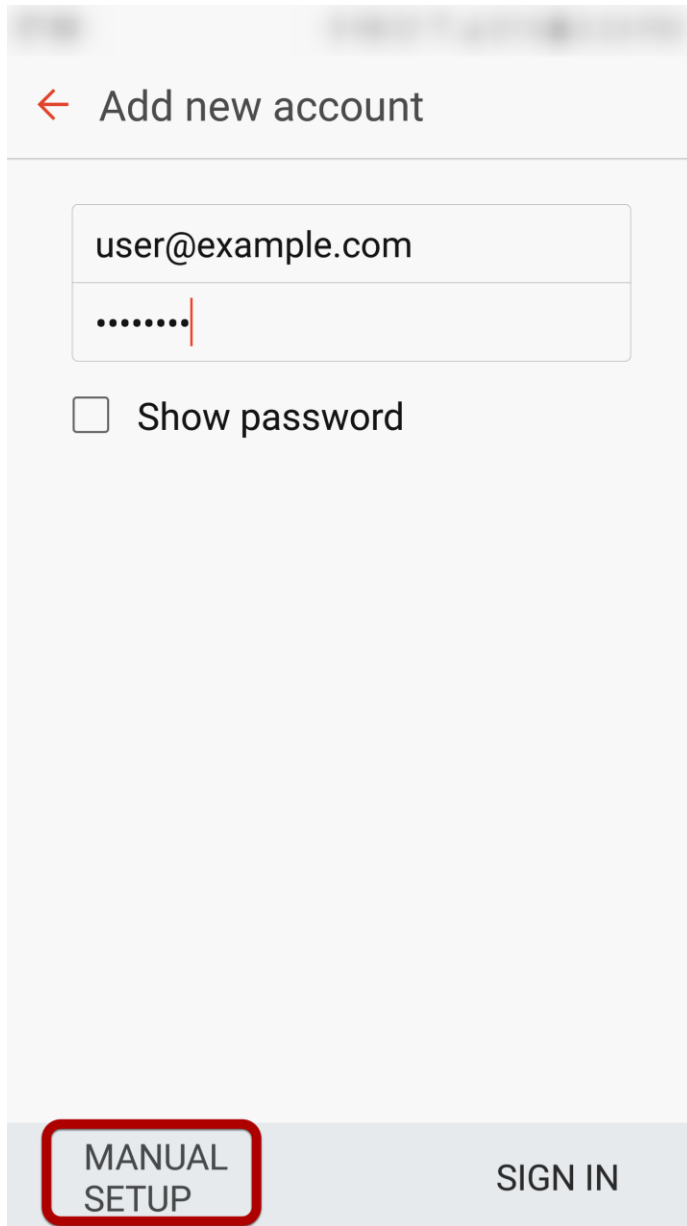 Add new account
user@example.com
••••••••
Show password
MANUAL
SETUP
SIGN IN